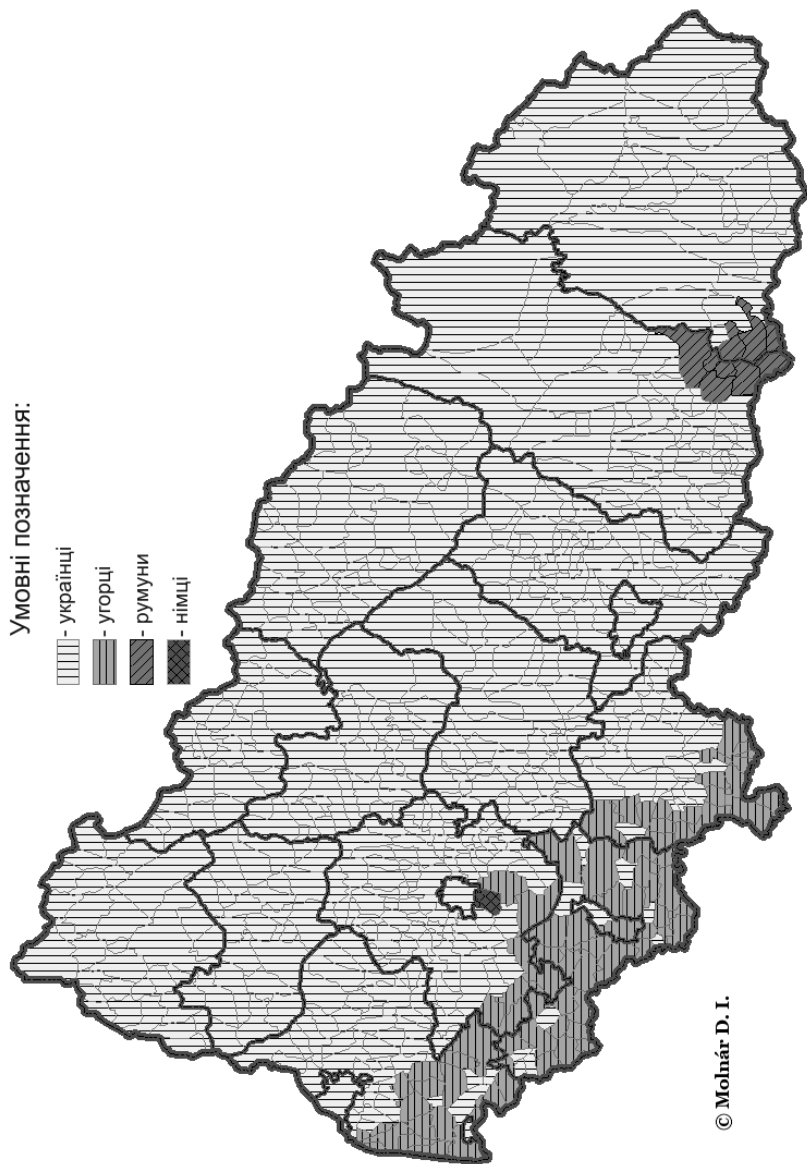 Умовні позначення:
- українці
- угорці
- румуни
- німці
© Molnár D. I.